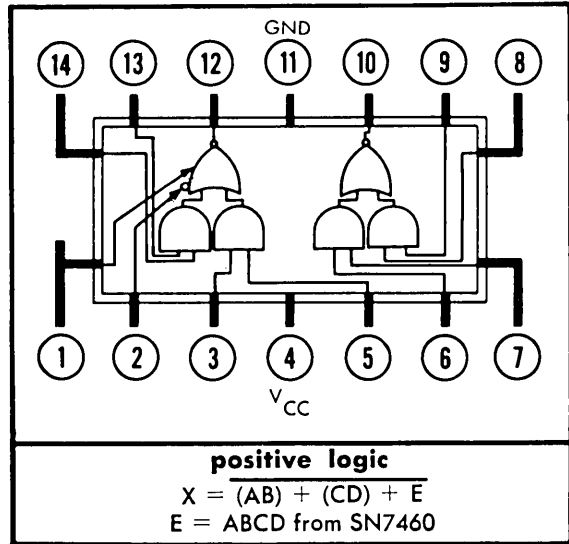 GND
14 13 12 11 10 9 8
1 2 3 4 5 6 7
VCC
positive logic
X = (AB) + (CD) + E
E = ABCD from SN7460